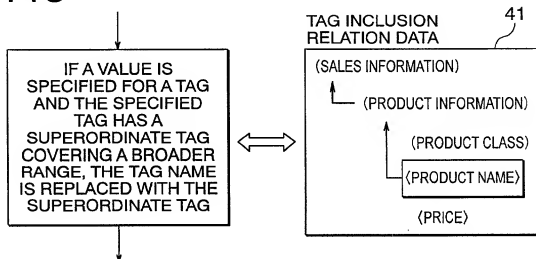 TAG INCLUSION
RELATION DATA
41
IF A VALUE IS
SPECIFIED FOR A TAG
AND THE SPECIFIED
TAG HAS A
SUPERORDINATE TAG
COVERING A BROADER
RANGE, THE TAG NAME
IS REPLACED WITH THE
SUPERORDINATE TAG
⟨SALES INFORMATION⟩
⟨PRODUCT INFORMATION⟩
⟨PRODUCT CLASS⟩
⟨PRODUCT NAME⟩
⟨PRICE⟩